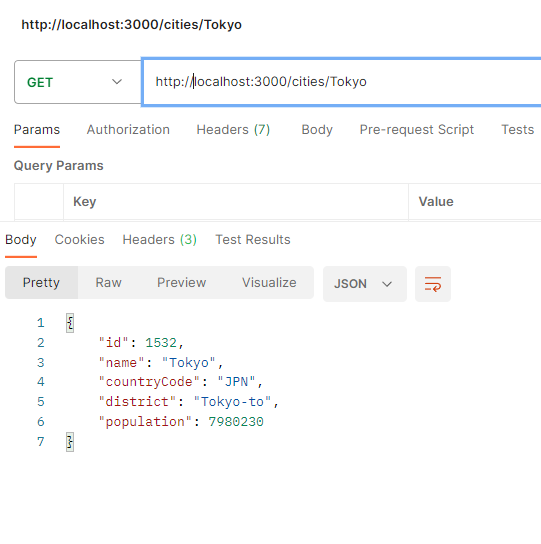 http://localhost:3000/cities/Tokyo
GET http://localhost:3000/cities/Tokyo
Params Authorization Headers (7) Body Pre-request Script Tests
Query Params
Key Value
Body Cookies Headers (3) Test Results
Pretty Raw Preview Visualize JSON
1 {
2 "id": 1532,
3 "name": "Tokyo",
4 "countryCode": "JPN",
5 "district": "Tokyo-to",
6 "population": 7980230
7 }